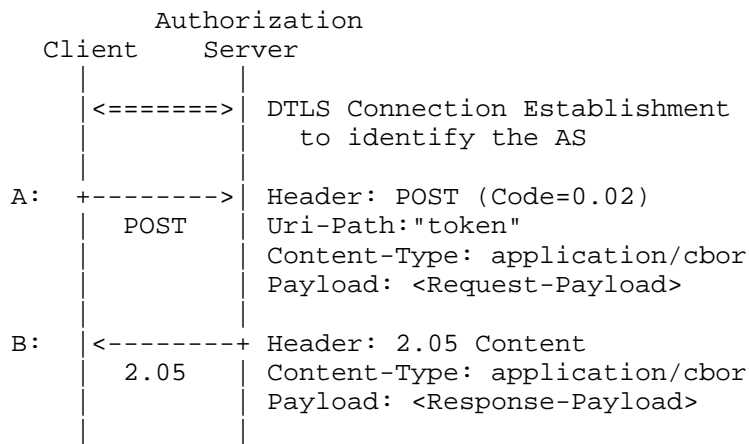 Authorization
Client Server
<=======> DTLS Connection Establishment
to identify the AS
A: +--------> Header: POST (Code=0.02)
POST Uri-Path:"token"
Content-Type: application/cbor
Payload: <Request-Payload>
B: <--------+ Header: 2.05 Content
2.05 Content-Type: application/cbor
Payload: <Response-Payload>